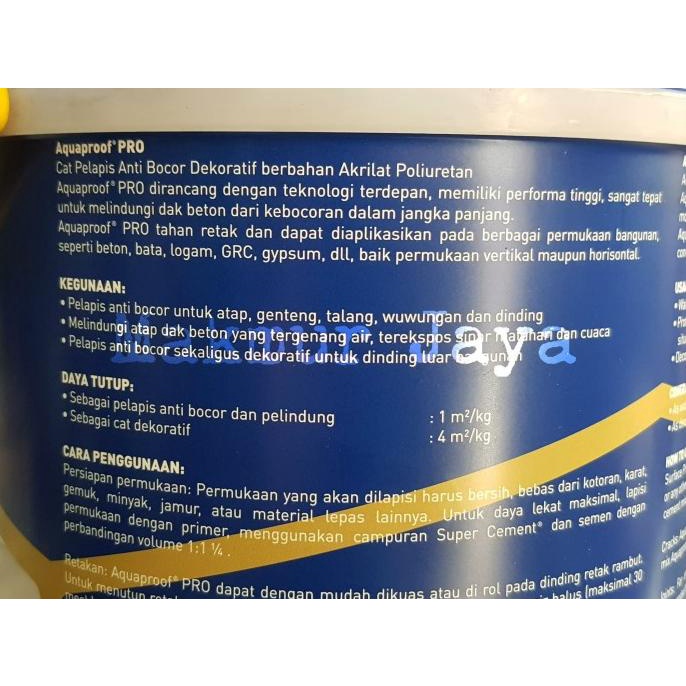 Aquaproof® PRO
Cat Pelapis Anti Bocor Dekoratif berbahan Akrilat Poliuretan
Aquaproof® PRO dirancang dengan teknologi terdepan, memiliki performa tinggi, sangat tepat
untuk melindungi dak beton dari kebocoran dalam jangka panjang.
Aquaproof® PRO tahan retak dan dapat diaplikasikan pada berbagai permukaan bangunan,
seperti beton, bata, logam, GRC, gypsum, dll, baik permukaan vertikal maupun horisontal.
KEGUNAAN:
• Pelapis anti bocor untuk atap, genteng, talang, wuwungan dan dinding
• Melindungi atap dak beton yang tergenang air, terekspos sinar matahari dan cuaca
• Pelapis anti bocor sekaligus dekoratif untuk dinding luar bangunan
Makmur Jaya
DAYA TUTUP:
• Sebagai pelapis anti bocor dan pelindung : 1 m²/kg
• Sebagai cat dekoratif : 4 m²/kg
CARA PENGGUNAAN:
Persiapan permukaan: Permukaan yang akan dilapisi harus bersih, bebas dari kotoran, karat,
gemuk, minyak, jamur, atau material lepas lainnya. Untuk daya lekat maksimal, lapisi
permukaan dengan primer, menggunakan campuran Super Cement® dan semen dengan
perbandingan volume 1:1 ¼ .
Retakan: Aquaproof® PRO dapat dengan mudah dikuas atau di rol pada dinding retak rambut.
Untuk menutup halus (maksimal 30